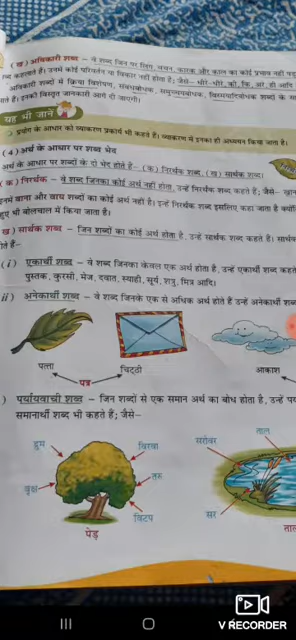 (ख) अविकारी शब्द – वे शब्द जिन पर लिंग, वचन, कारक और काल का कोई प्रभाव नहीं
कहलाते हैं। उनमें कोई परिवर्तन या विकार नहीं होता है; जैसे– धीरे-धीरे, की, कि, अरे, ही आदि
अविकारी शब्दों में क्रिया विशेषण, संबंधबोधक, समुच्चयबोधक, विस्मयादिबोधक शब्दों के
हैं। इनकी विस्तृत जानकारी आगे दी जाएगी।
यह भी जानें
प्रयोग के आधार को व्याकरण प्रकार्य भी कहते हैं। व्याकरण में इनका ही अध्ययन किया जाता है।
(4) अर्थ के आधार पर शब्द भेद
अर्थ के आधार पर शब्दों के दो भेद होते हैं– (क) निरर्थक शब्द, (ख) सार्थक शब्द।
(क) निरर्थक – वे शब्द जिनका कोई अर्थ नहीं होता, उन्हें निरर्थक शब्द कहते हैं; जैसे–
इनमें वाना और वाय शब्दों का कोई अर्थ नहीं है। इन्हें निरर्थक शब्द इसलिए कहा जाता है क्योंकि
हुए भी बोलचाल में किया जाता है।
ख) सार्थक शब्द – जिन शब्दों का कोई अर्थ होता है, उन्हें सार्थक शब्द कहते हैं।
होते हैं–
(i) एकार्थी शब्द – वे शब्द जिनका केवल एक अर्थ होता है, उन्हें एकार्थी शब्द कहते
पुस्तक, कुरसी, मेज, दवात, स्याही, सूर्य, शत्रु, मित्र आदि।
ii) अनेकार्थी शब्द – वे शब्द जिनके एक से अधिक अर्थ होते हैं उन्हें अनेकार्थी शब्द
पत्ता चिट्ठी आकाश
पत्र
) पर्यायवाची शब्द – जिन शब्दों से एक समान अर्थ का बोध होता है, उन्हें
समानार्थी शब्द भी कहते हैं; जैसे–
द्रुम विरवा सरोवर ताल
वृक्ष तरु
विटप सर
पेड़
V RECORDER